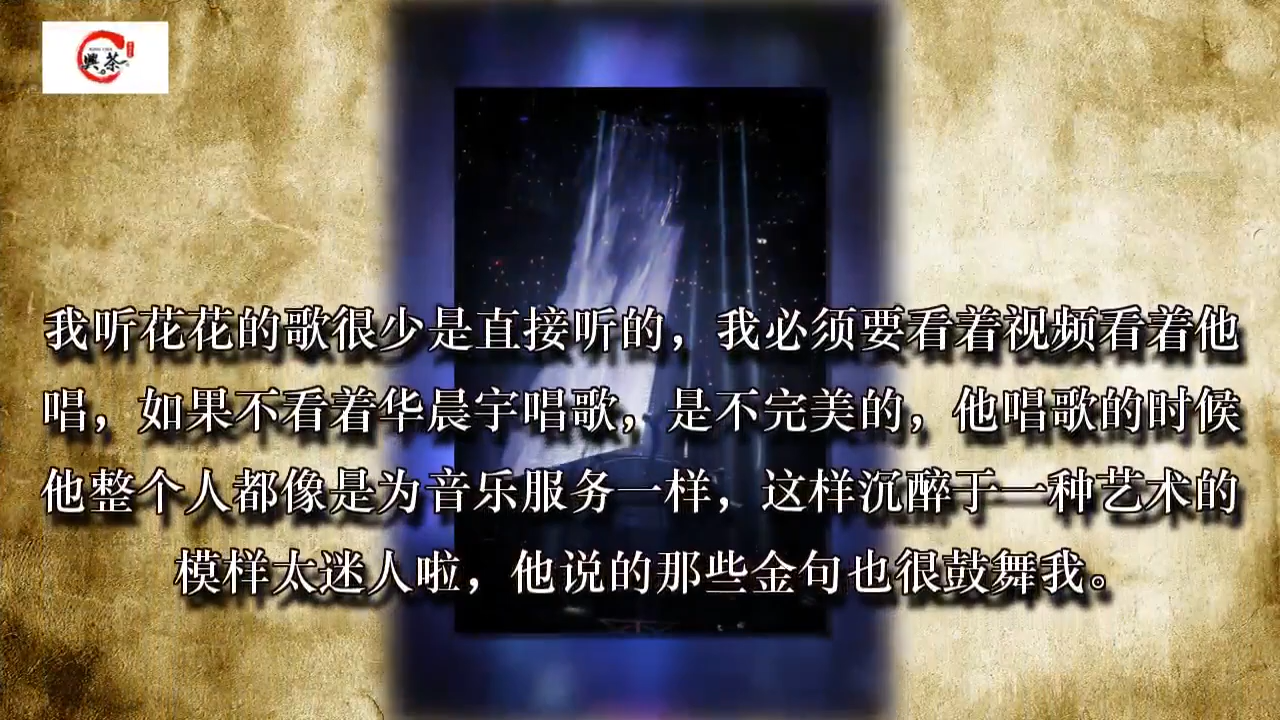 興茶
我听花花的歌很少是直接听的，我必须要看着视频看着他
唱，如果不看着华晨宇唱歌，是不完美的，他唱歌的时候
他整个人都像是为音乐服务一样，这样沉醉于一种艺术的
模样太迷人啦，他说的那些金句也很鼓舞我。